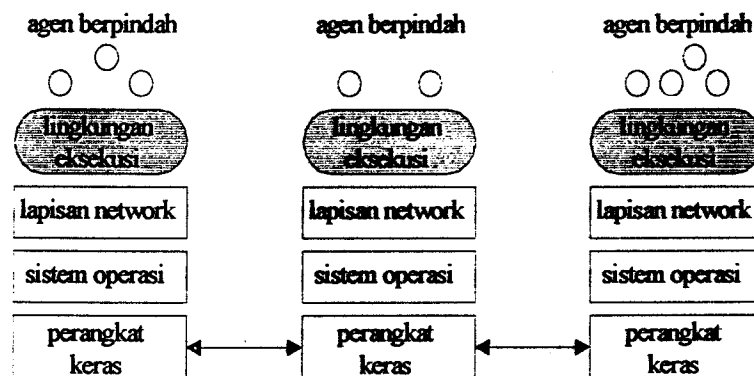 agen berpindah
lingkungan
eksekusi
lapisan network
sistem operasi
perangkat
keras
agen berpindah
lingkungan
eksekusi
lapisan network
sistem operasi
perangkat
keras
agen berpindah
lingkungan
eksekusi
lapisan network
sistem operasi
perangkat
keras